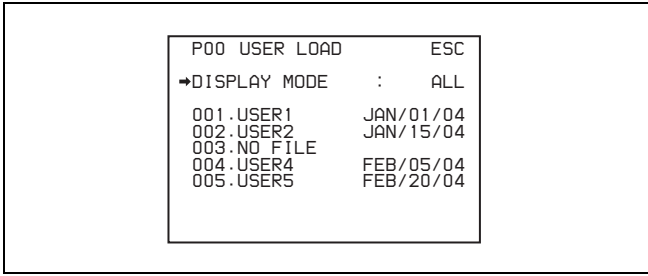 P00 USER LOAD ESC
➡DISPLAY MODE : ALL
001.USER1 JAN/01/04
002.USER2 JAN/15/04
003.NO FILE
004.USER4 FEB/05/04
005.USER5 FEB/20/04